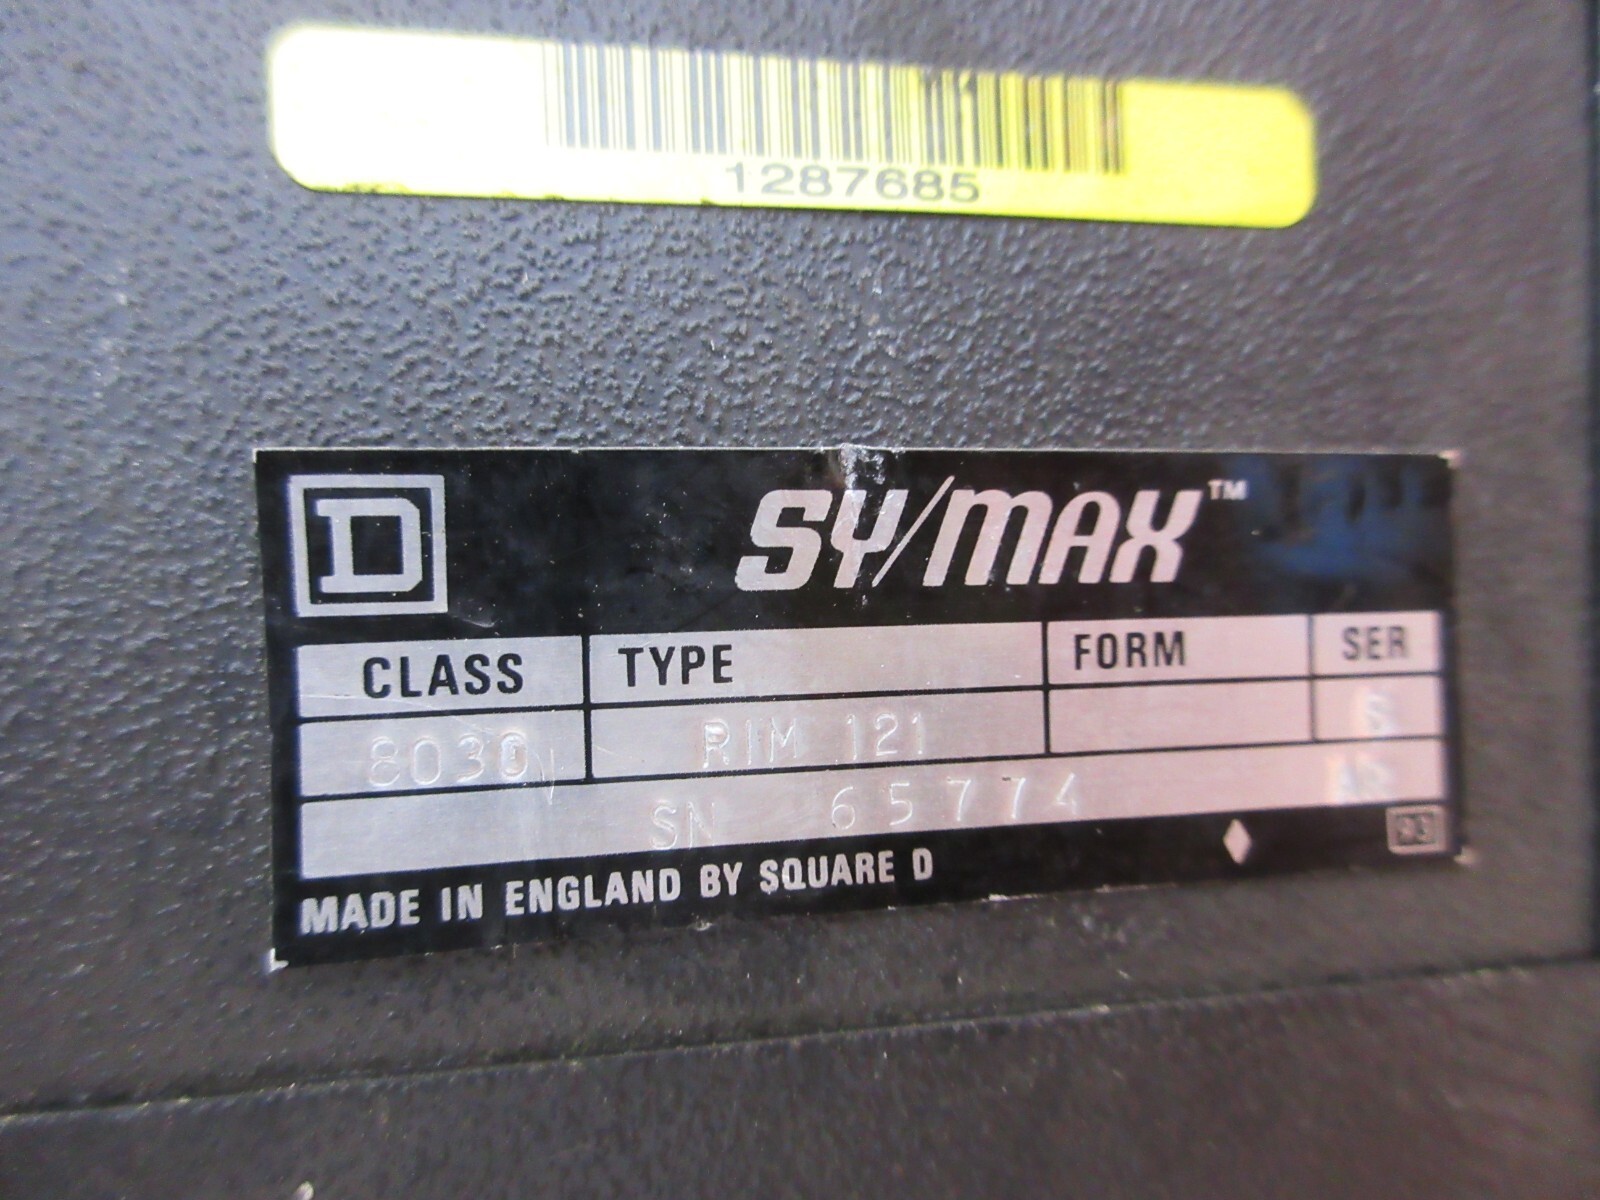 1287685
D
SY/MAX™
CLASS TYPE FORM SER
8030 RIM 121
SN 65774
MADE IN ENGLAND BY SQUARE D